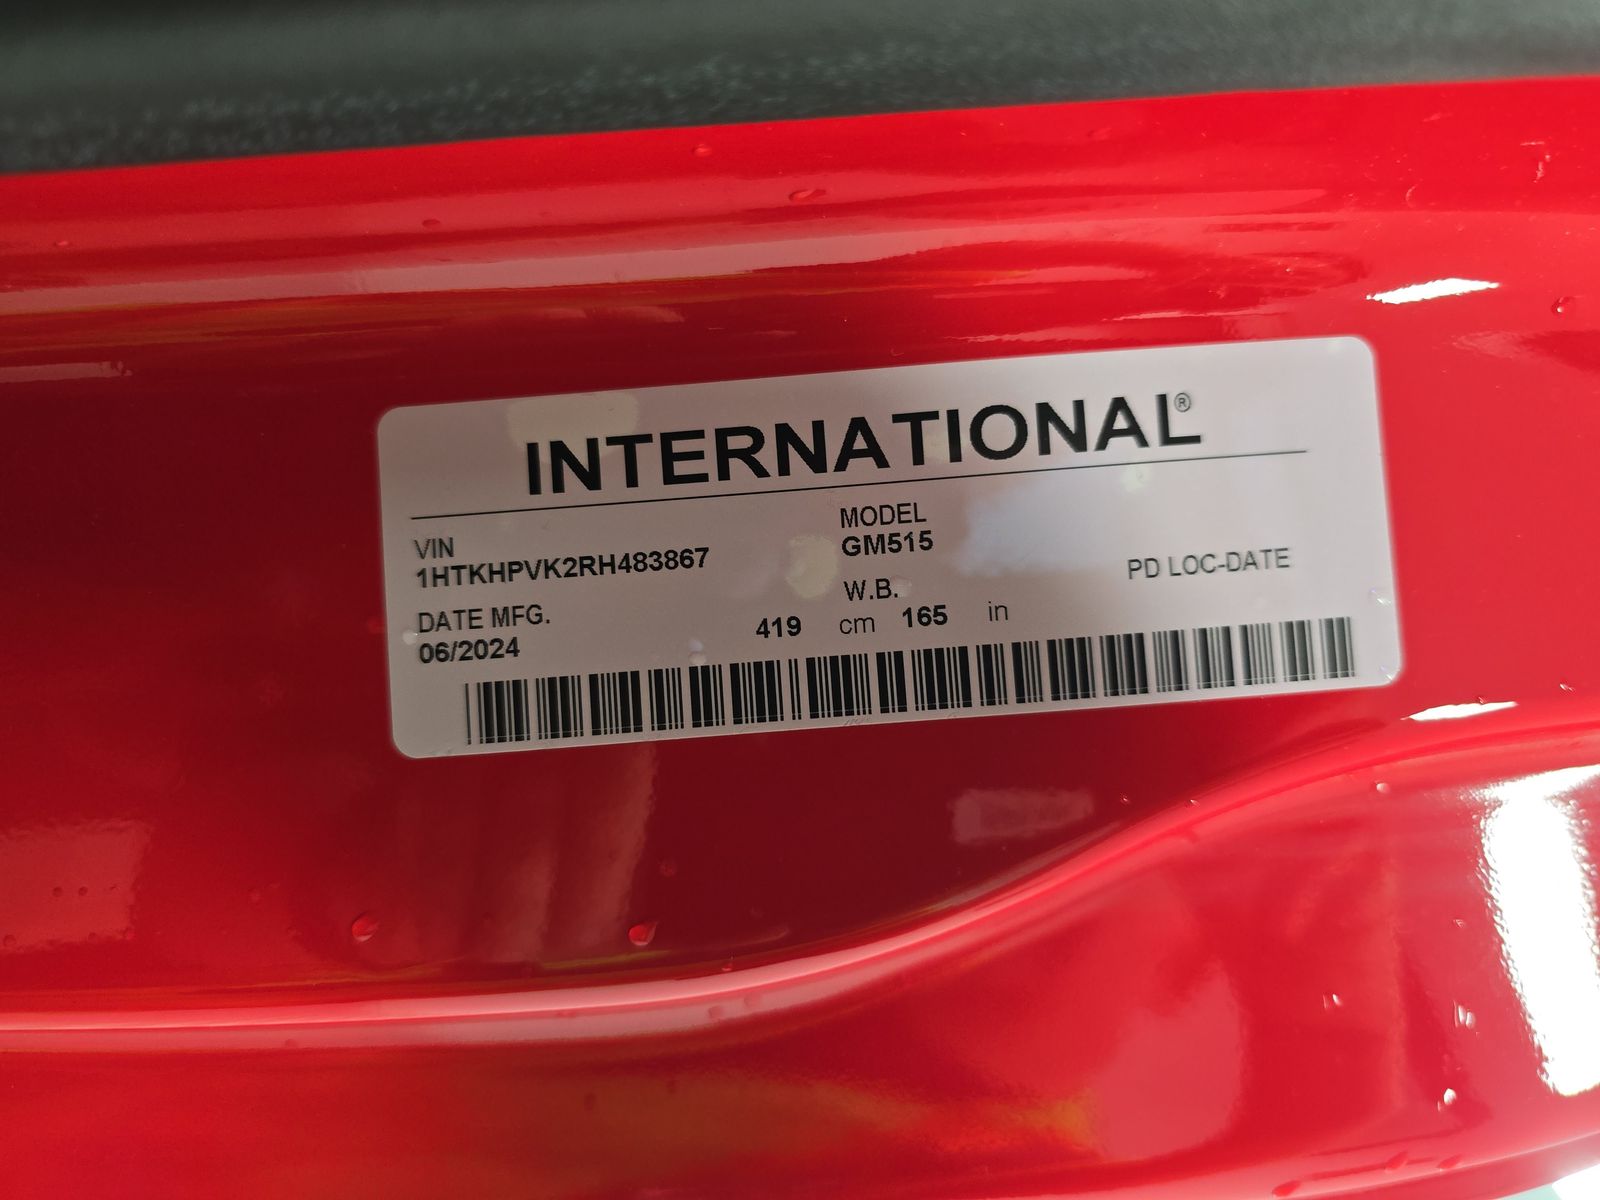 INTERNATIONAL®
VIN
1HTKHPVK2RH483867
MODEL
GM515
PD LOC-DATE
DATE MFG.
06/2024
W.B.
419 cm 165 in